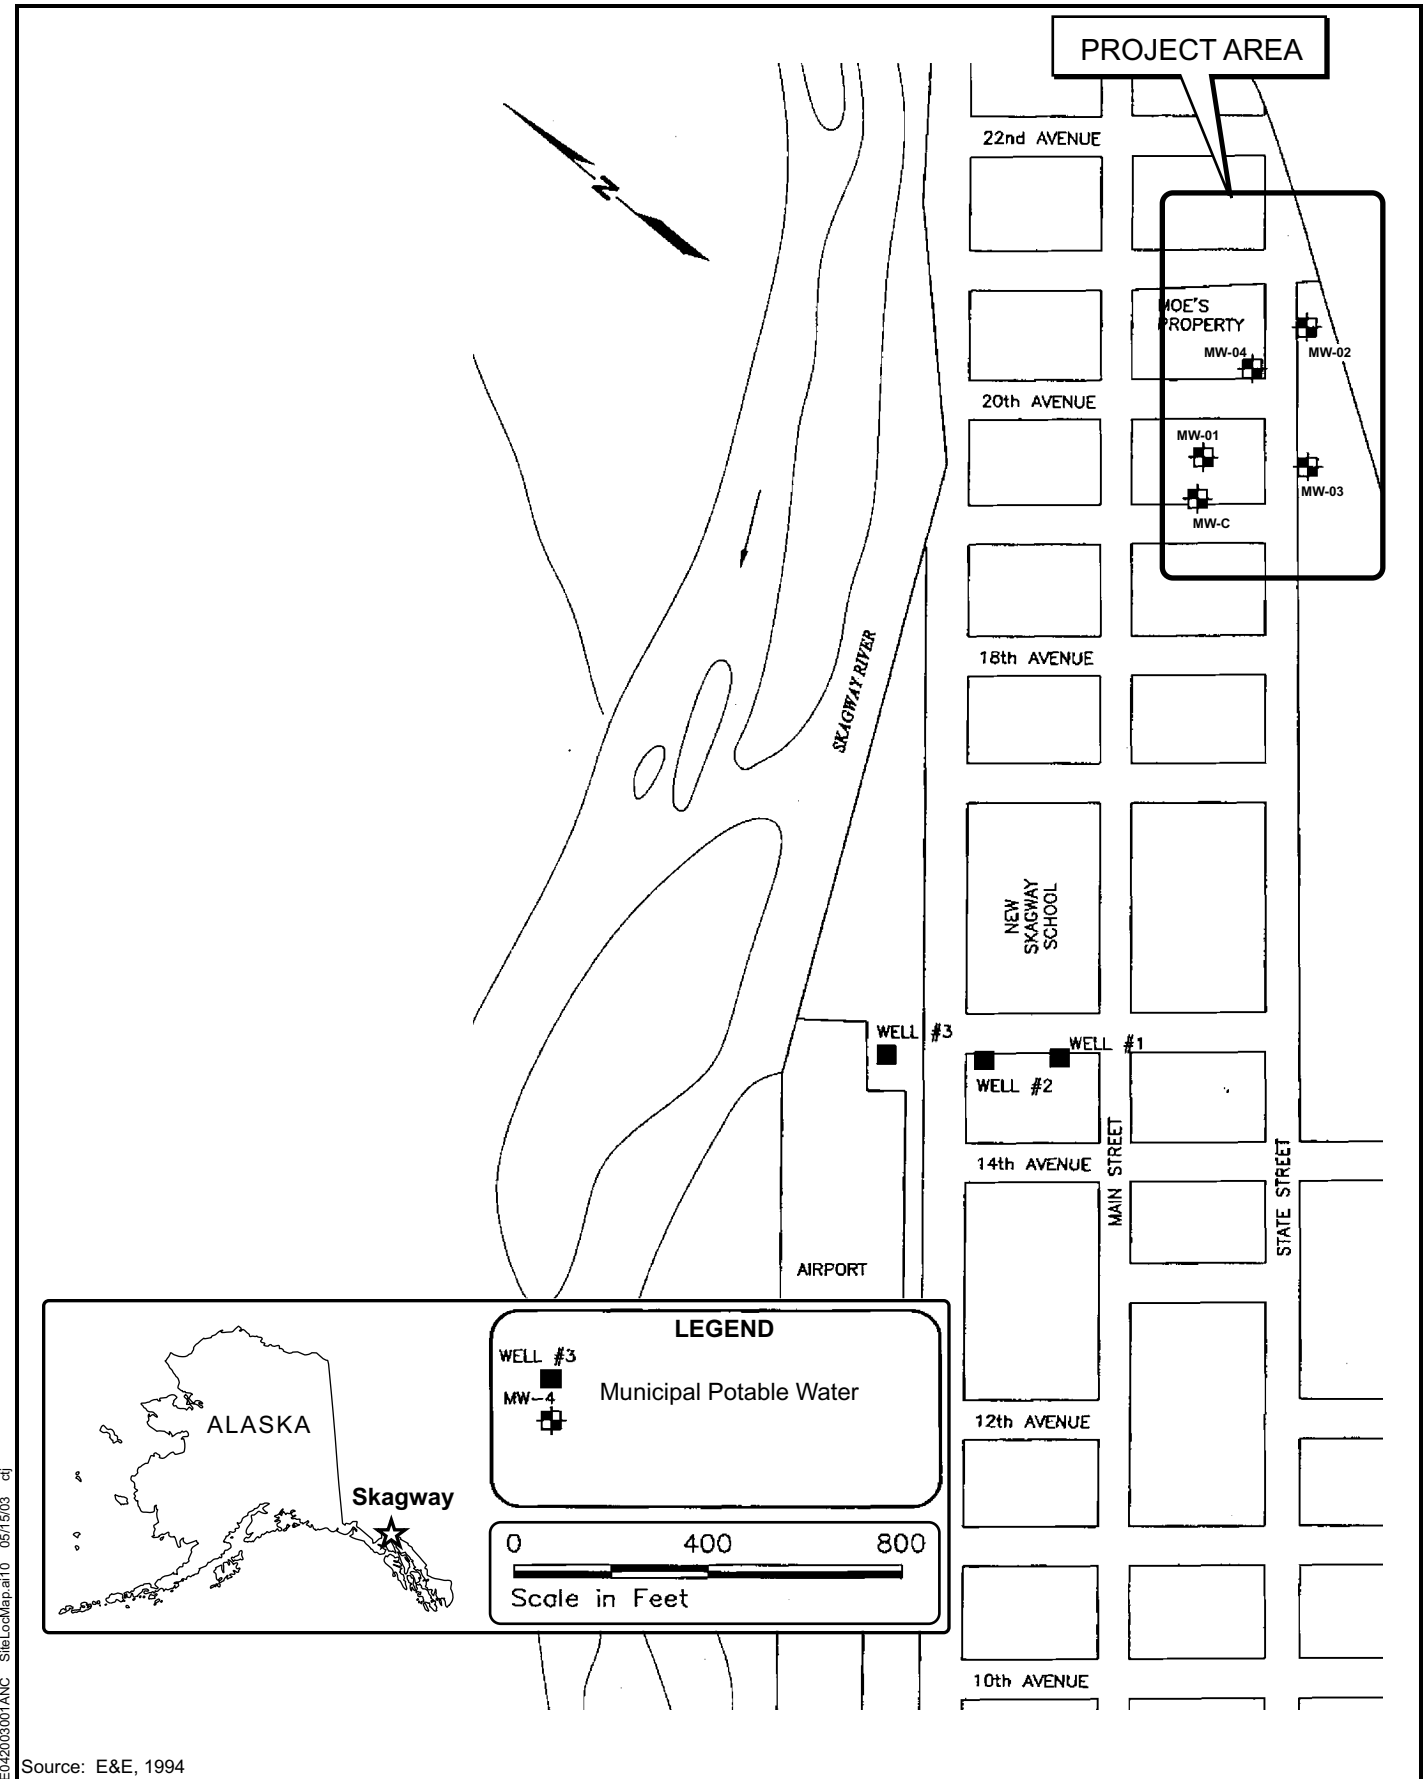 PROJECT AREA
22nd AVENUE
N
MOE'S
PROPERTY
MW-04
MW-02
20th AVENUE
MW-01
MW-03
MW-C
18th AVENUE
SKAGWAY RIVER
NEW
SKAGWAY
SCHOOL
WELL #3
WELL #1
WELL #2
14th AVENUE
MAIN STREET
STATE STREET
AIRPORT
LEGEND
WELL #3
MW-4
Municipal Potable Water
ALASKA
Skagway
12th AVENUE
0 400 800
Scale in Feet
10th AVENUE
E042003001ANC SiteLocMap.ai10 05/15/03 ctj
Source: E&E, 1994